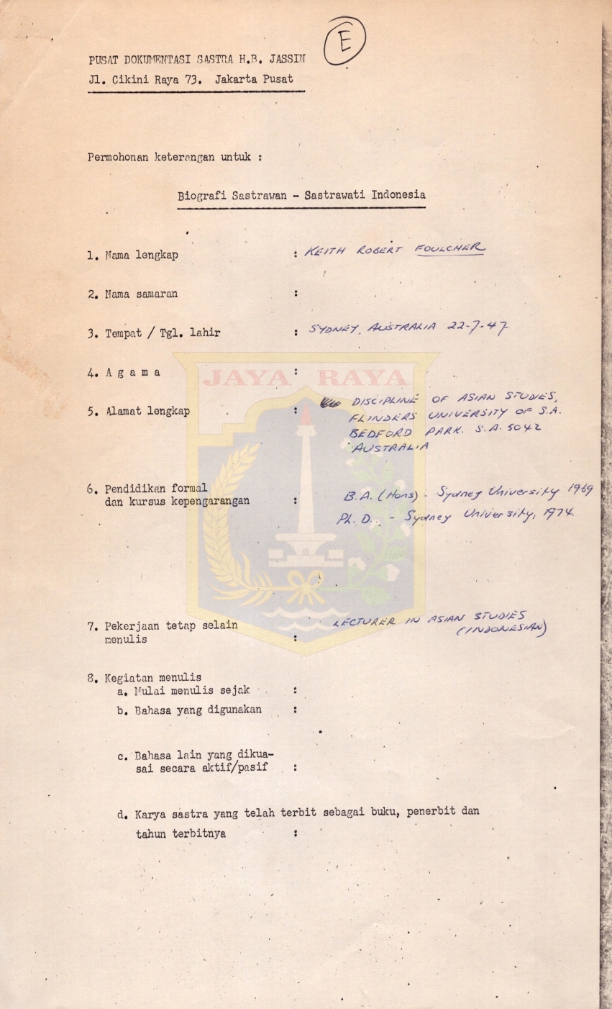 E
PUSAT DOKUMENTASI SASTRA H.B. JASSIN
Jl. Cikini Raya 73. Jakarta Pusat
Permohonan keterangan untuk :
Biografi Sastrawan - Sastrawati Indonesia
1. Nama lengkap : KEITH ROBERT FOULCHER
2. Nama samaran :
3. Tempat / Tgl. lahir : SYDNEY, AUSTRALIA 22-7-47
4. A g a m a :
JAYA RAYA
5. Alamat lengkap : DISCIPLINE OF ASIAN STUDIES,
FLINDERS UNIVERSITY OF S.A.
BEDFORD PARK. S.A. 5042
AUSTRALIA
6. Pendidikan formal
dan kursus kepengarangan : B.A. (Hons) - Sydney University 1969
Ph.D. - Sydney University, 1974
7. Pekerjaan tetap selain LECTURER IN ASIAN STUDIES
menulis : (INDONESIAN)
8. Kegiatan menulis
a. Mulai menulis sejak :
b. Bahasa yang digunakan :
c. Bahasa lain yang dikua-
sai secara aktif/pasif :
d. Karya sastra yang telah terbit sebagai buku, penerbit dan
tahun terbitnya :